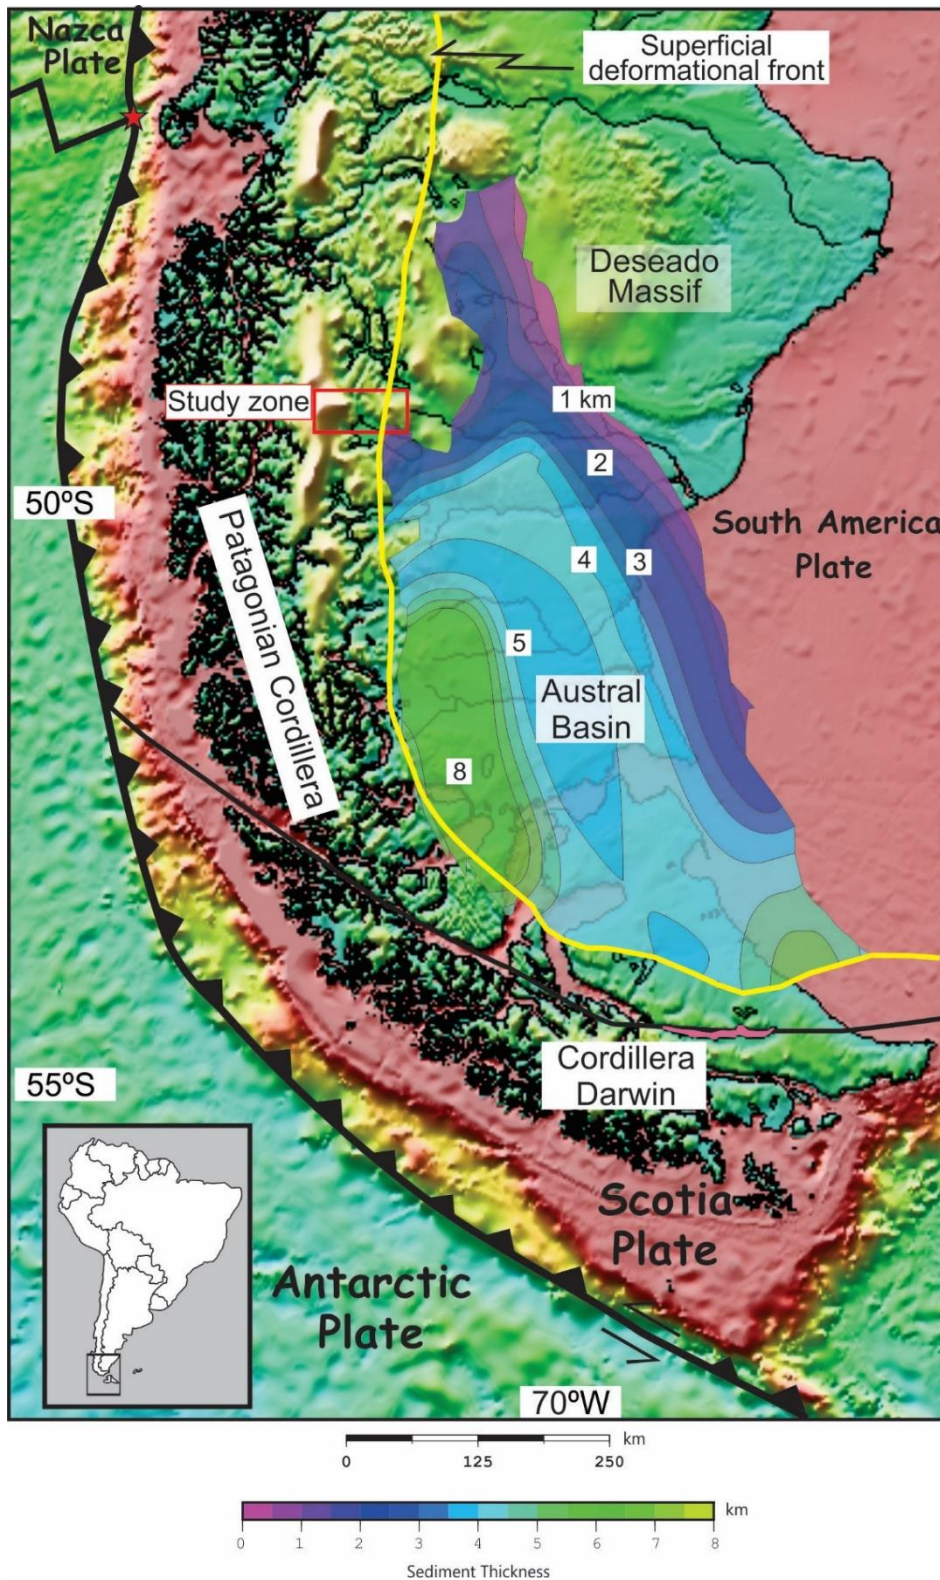 Nazca
Plate
Superficial
deformational front
Deseado
Massif
Study zone
1 km
2
50ºS
South America
Plate
4
3
Patagonian Cordillera
5
Austral
Basin
8
Cordillera
Darwin
55ºS
Scotia
Plate
Antarctic
Plate
70ºW
km
0 125 250
km
0 1 2 3 4 5 6 7 8
Sediment Thickness